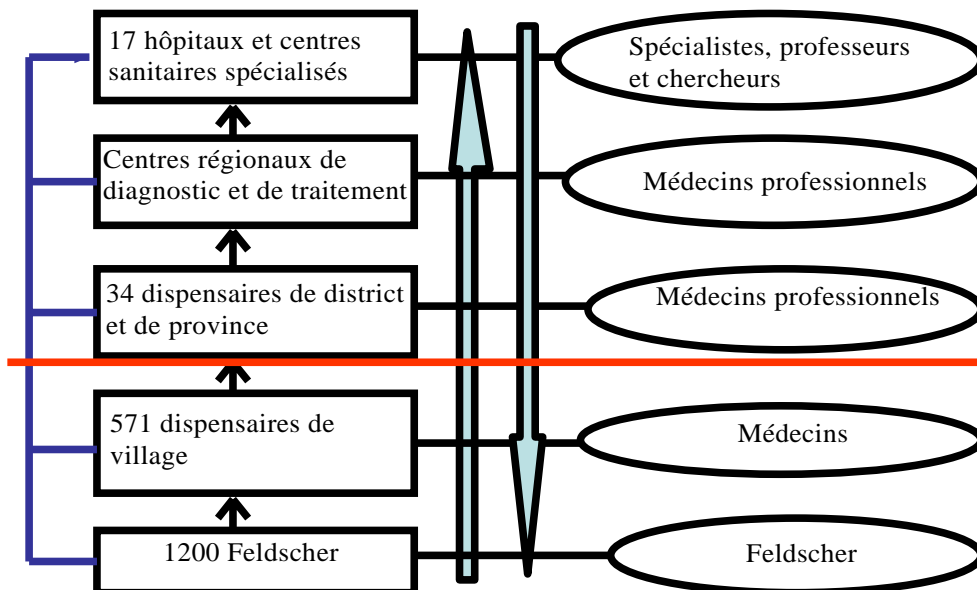 17 hôpitaux et centres
sanitaires spécialisés
Spécialistes, professeurs
et chercheurs
Centres régionaux de
diagnostic et de traitement
Médecins professionnels
34 dispensaires de district
et de province
Médecins professionnels
571 dispensaires de
village
Médecins
1200 Feldscher
Feldscher